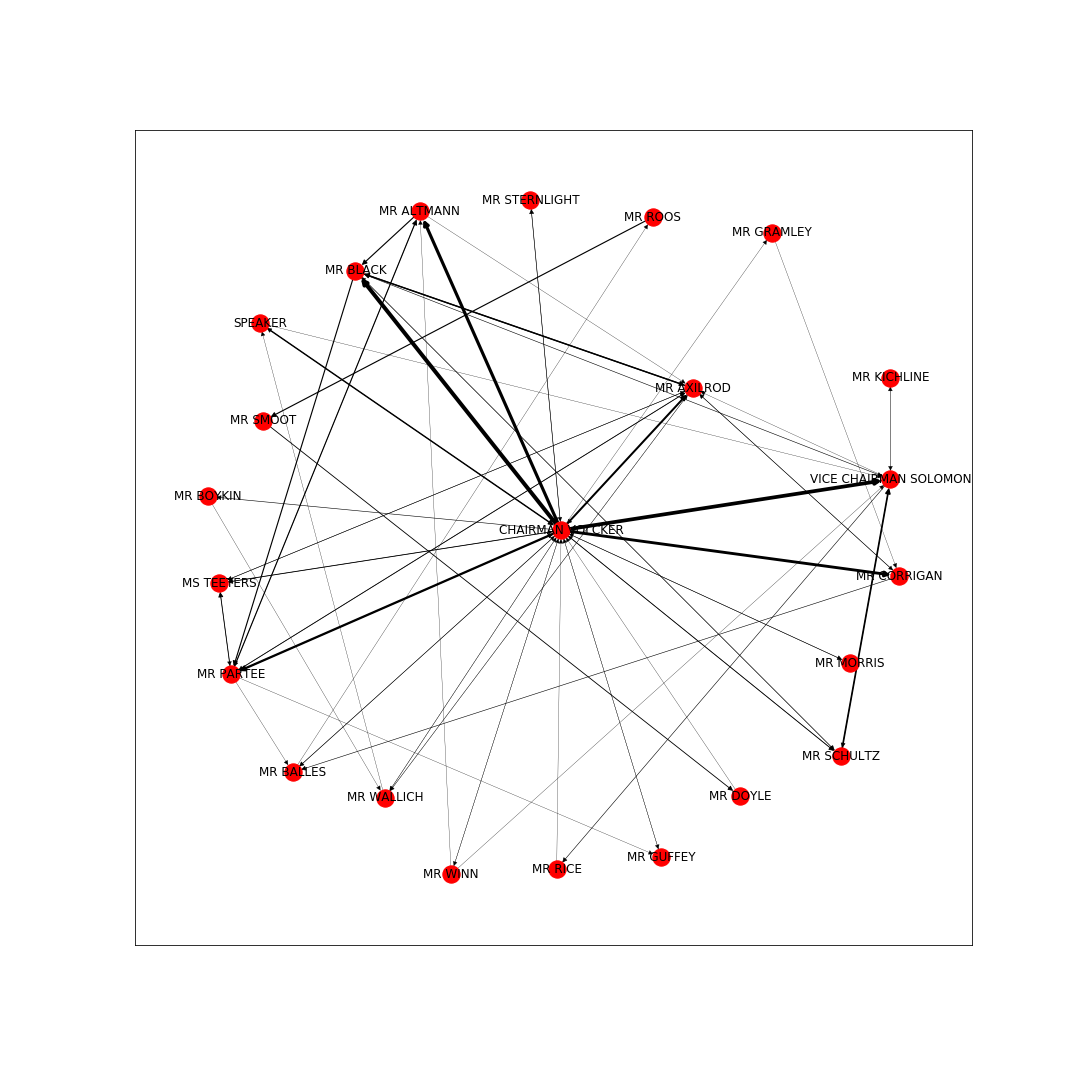 MR STERNLIGHT
MR ALTMANN
MR ROOS
MR GRAMLEY
MR BLACK
SPEAKER
MR KICHLINE
MR AXILROD
MR SMOOT
VICE CHAIRMAN SOLOMON
MR BOYKIN
CHAIRMAN VOLCKER
MR CORRIGAN
MS TEETERS
MR MORRIS
MR PARTEE
MR SCHULTZ
MR BALLES
MR DOYLE
MR WALLICH
MR GUFFEY
MR RICE
MR WINN